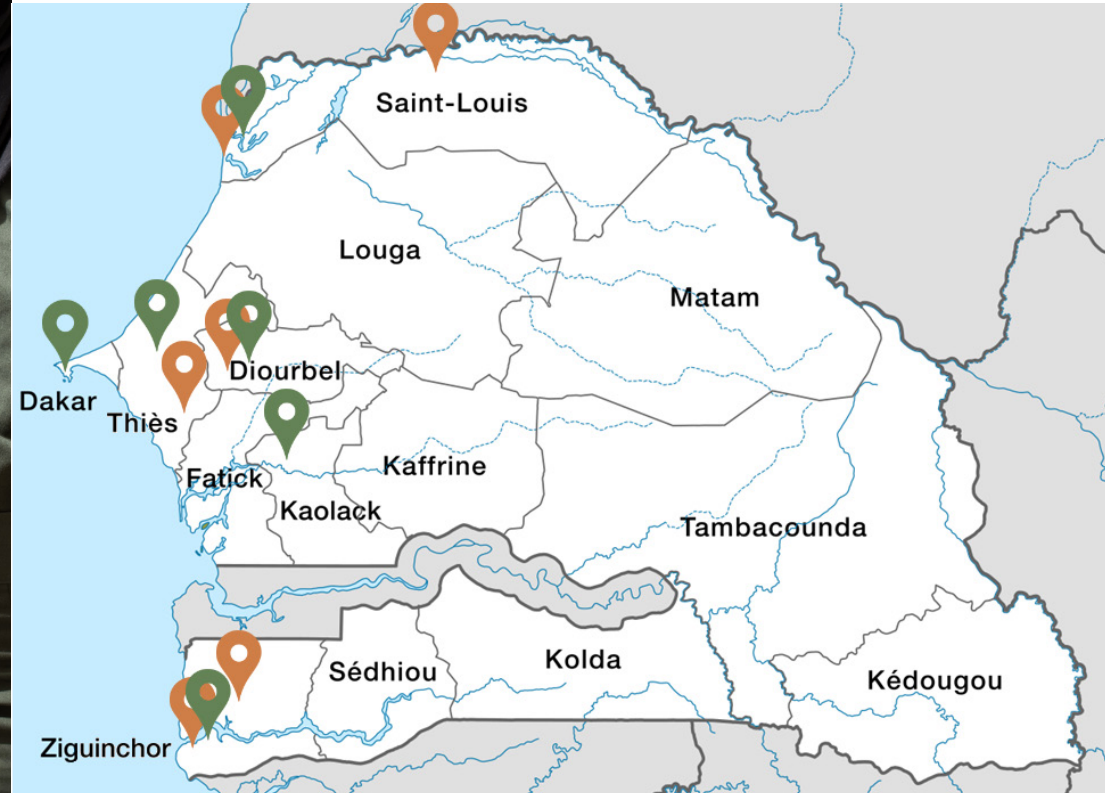 Saint-Louis
Louga
Matam
Diourbel
Dakar
Thiès
Fatick
Kaffrine
Kaolack
Tambacounda
Sédhiou
Kolda
Kédougou
Ziguinchor